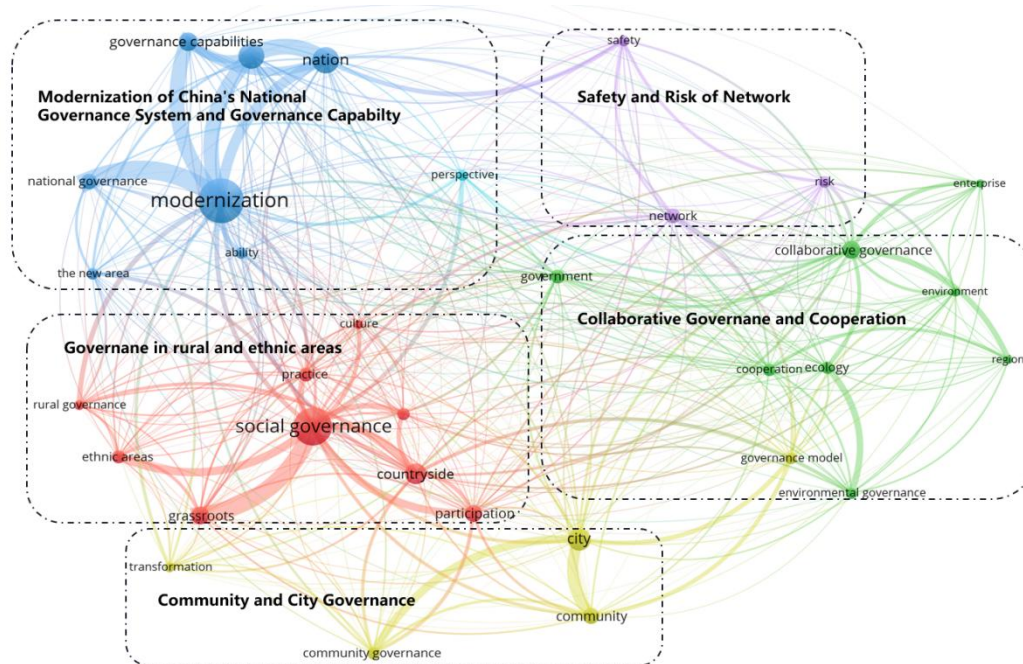 governance capabilities
nation
safety
Modernization of China's National
Governance System and Governance Capabilty
Safety and Risk of Network
national governance
perspective
risk
enterprise
modernization
network
ability
collaborative governance
the new area
government
environment
culture
Collaborative Governane and Cooperation
Governane in rural and ethnic areas
practice
cooperation
ecology
region
rural governance
social governance
ethnic areas
countryside
governance model
environmental governance
grassroots
participation
city
transformation
Community and City Governance
community
community governance